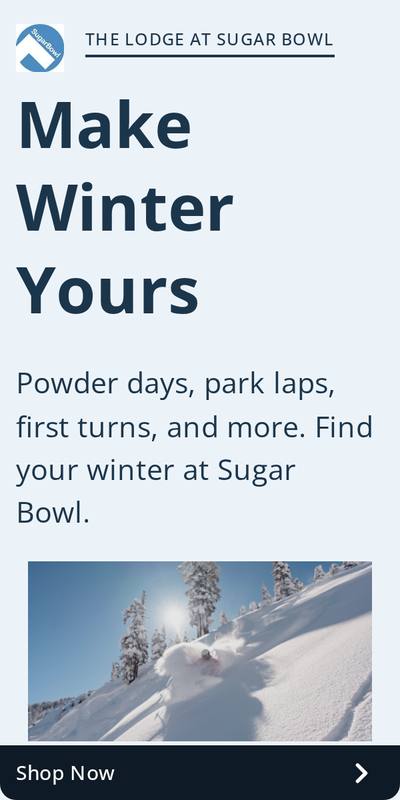 SugarBowl
THE LODGE AT SUGAR BOWL
Make
Winter
Yours
Powder days, park laps,
first turns, and more. Find
your winter at Sugar
Bowl.
Shop Now